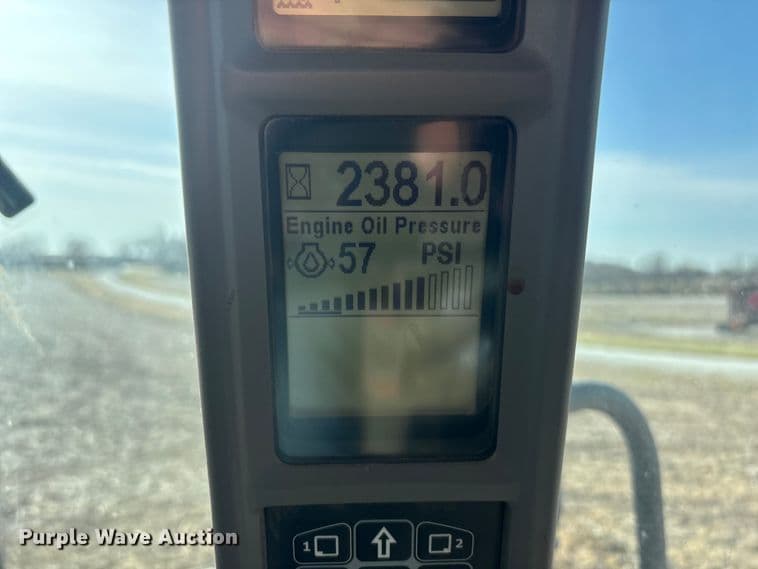 2381.0
Engine Oil Pressure
57 PSI
1 2
Purple Wave Auction